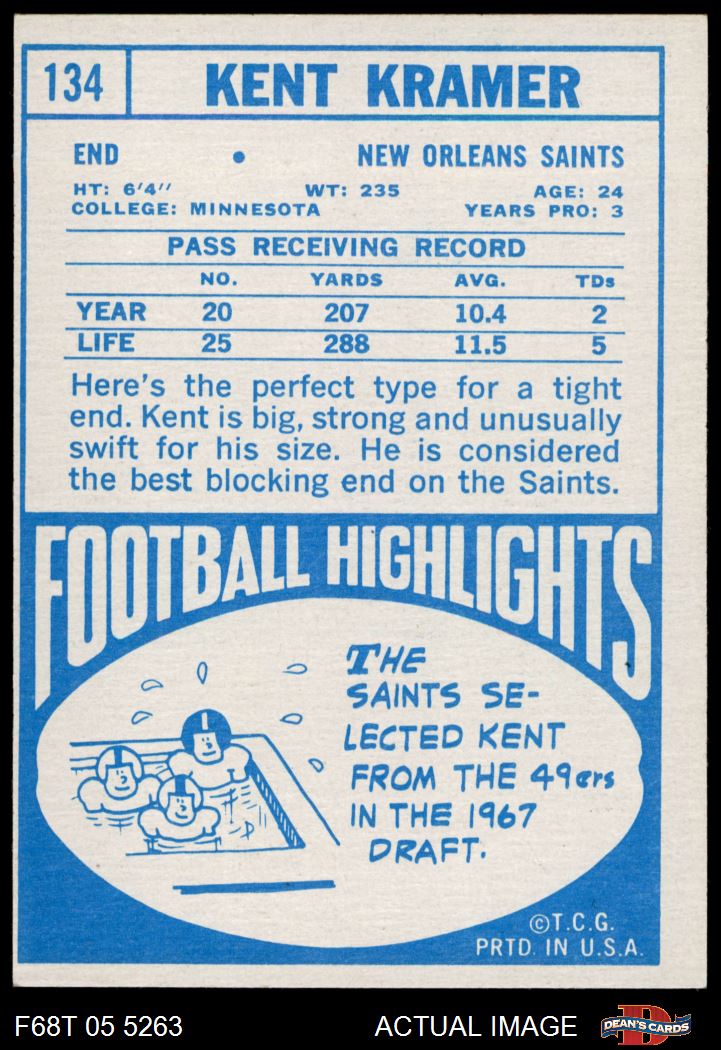 134 KENT KRAMER
END • NEW ORLEANS SAINTS
HT: 6'4'' WT: 235 AGE: 24
COLLEGE: MINNESOTA YEARS PRO: 3
PASS RECEIVING RECORD
NO. YARDS AVG. TDs
YEAR 20 207 10.4 2
LIFE 25 288 11.5 5
Here's the perfect type for a tight
end. Kent is big, strong and unusually
swift for his size. He is considered
the best blocking end on the Saints.
FOOTBALL HIGHLIGHTS
THE
SAINTS SE-
LECTED KENT
FROM THE 49ers
IN THE 1967
DRAFT.
©T.C.G.
PRTD. IN U.S.A.
F68T 05 5263 ACTUAL IMAGE DEAN'S CARDS